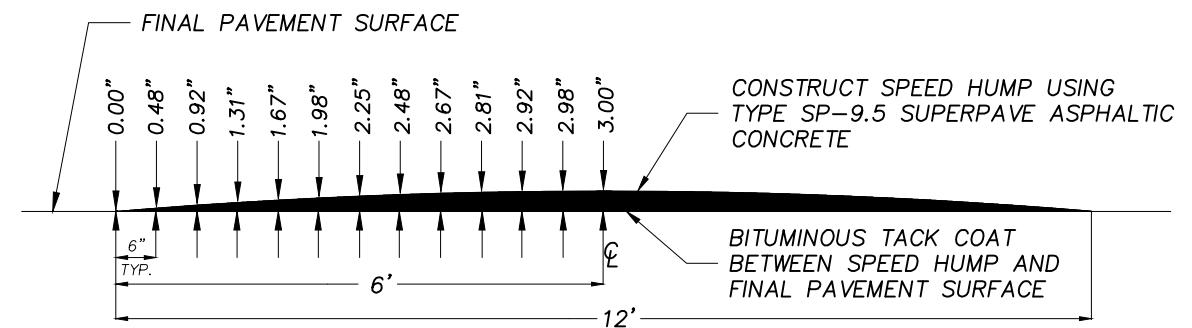 FINAL PAVEMENT SURFACE
0.00"
0.48"
0.92"
1.31"
1.67"
1.98"
2.25"
2.48"
2.67"
2.81"
2.92"
2.98"
3.00"
CONSTRUCT SPEED HUMP USING
TYPE SP-9.5 SUPERPAVE ASPHALTIC
CONCRETE
6"
TYP.
℄
6'
12'
BITUMINOUS TACK COAT
BETWEEN SPEED HUMP AND
FINAL PAVEMENT SURFACE